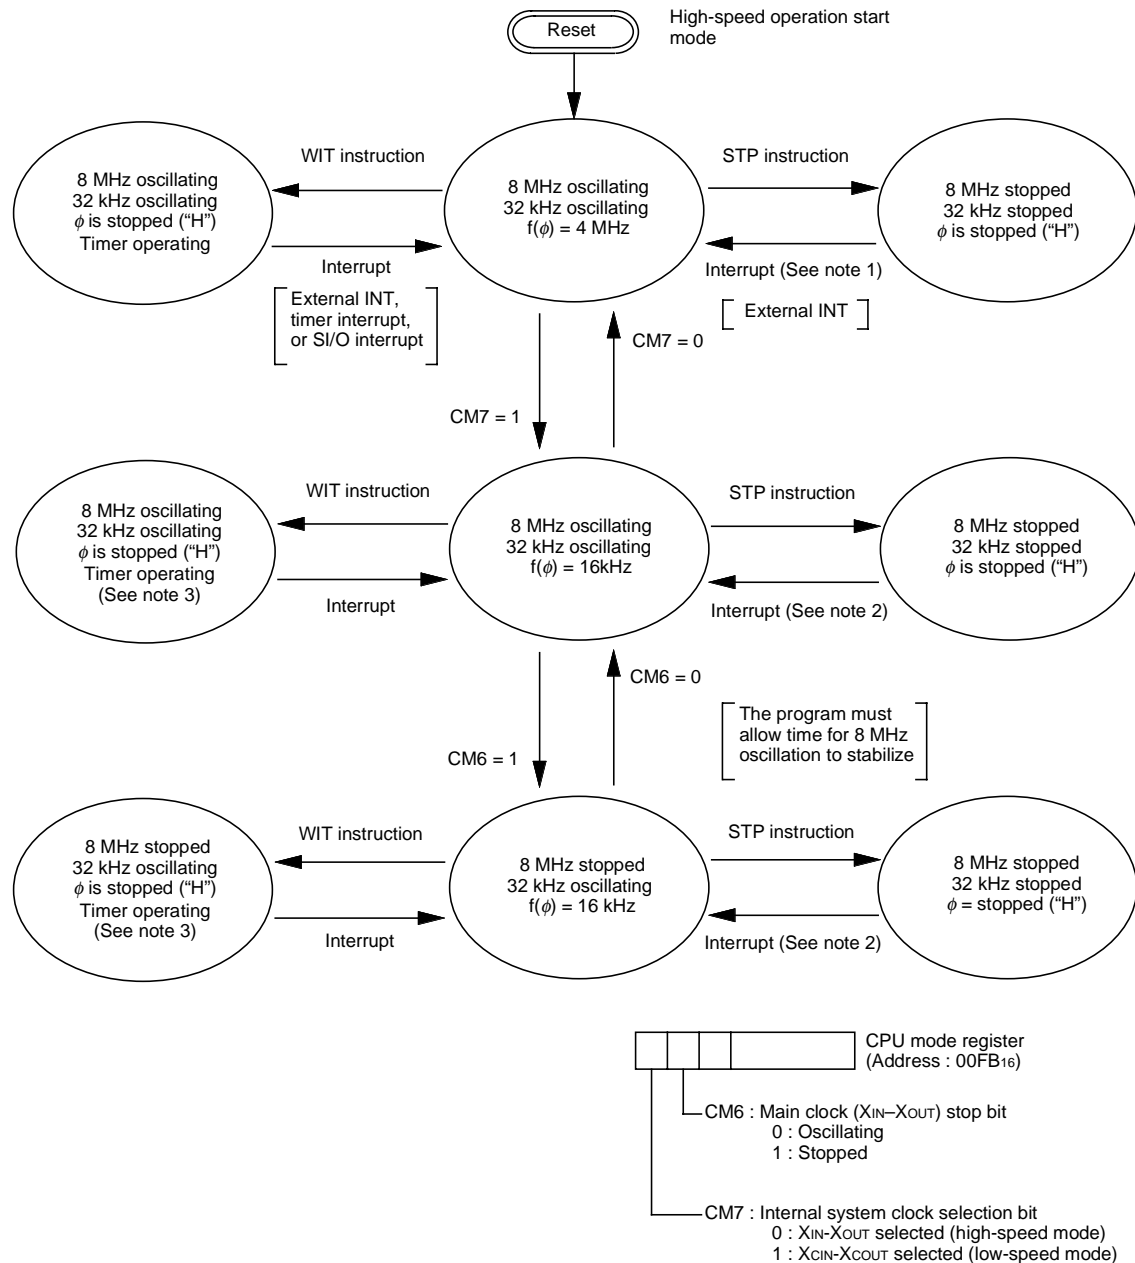 Reset
High-speed operation start
mode
8 MHz oscillating
32 kHz oscillating
ϕ is stopped (“H”)
Timer operating
WIT instruction
Interrupt
External INT,
timer interrupt,
or SI/O interrupt
8 MHz oscillating
32 kHz oscillating
f(ϕ) = 4 MHz
STP instruction
Interrupt (See note 1)
External INT
8 MHz stopped
32 kHz stopped
ϕ is stopped (“H”)
CM7 = 1
CM7 = 0
8 MHz oscillating
32 kHz oscillating
ϕ is stopped (“H”)
Timer operating
(See note 3)
WIT instruction
Interrupt
8 MHz oscillating
32 kHz oscillating
f(ϕ) = 16kHz
STP instruction
Interrupt (See note 2)
8 MHz stopped
32 kHz stopped
ϕ is stopped (“H”)
CM6 = 1
CM6 = 0
The program must
allow time for 8 MHz
oscillation to stabilize
8 MHz stopped
32 kHz oscillating
ϕ is stopped (“H”)
Timer operating
(See note 3)
WIT instruction
Interrupt
8 MHz stopped
32 kHz oscillating
f(ϕ) = 16 kHz
STP instruction
Interrupt (See note 2)
8 MHz stopped
32 kHz stopped
ϕ = stopped (“H”)
CPU mode register
(Address : 00FB16)
CM6 : Main clock (XIN–XOUT) stop bit
0 : Oscillating
1 : Stopped
CM7 : Internal system clock selection bit
0 : XIN-XOUT selected (high-speed mode)
1 : XCIN-XCOUT selected (low-speed mode)